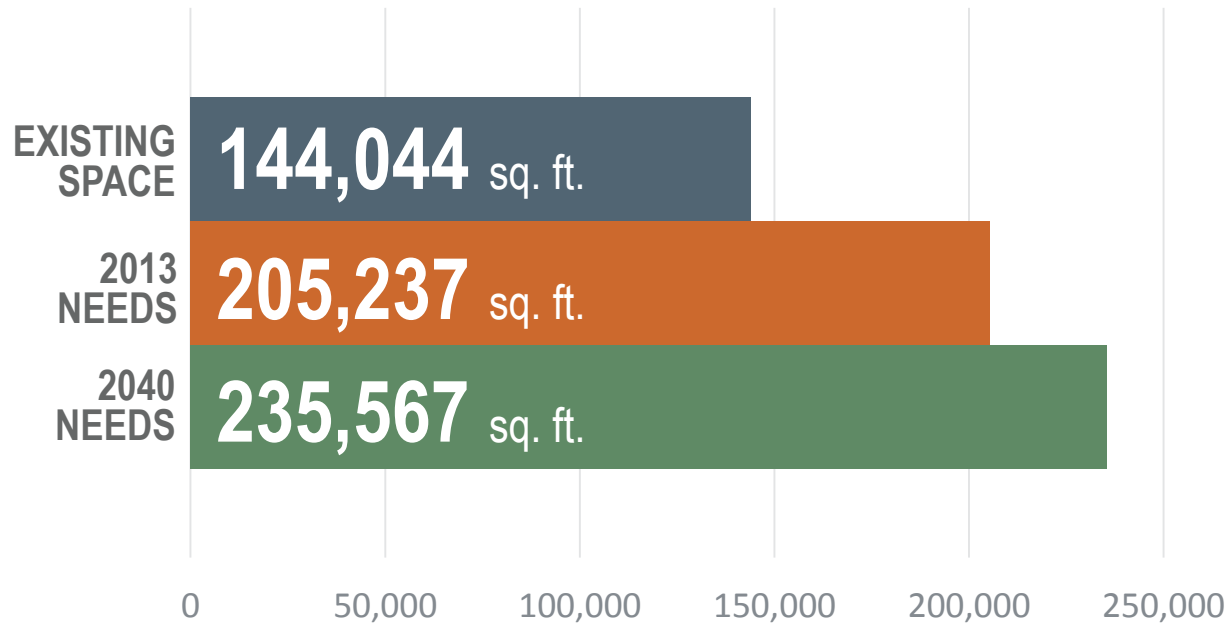 EXISTING
SPACE
144,044 sq. ft.
2013
NEEDS
205,237 sq. ft.
2040
NEEDS
235,567 sq. ft.
0 50,000 100,000 150,000 200,000 250,000